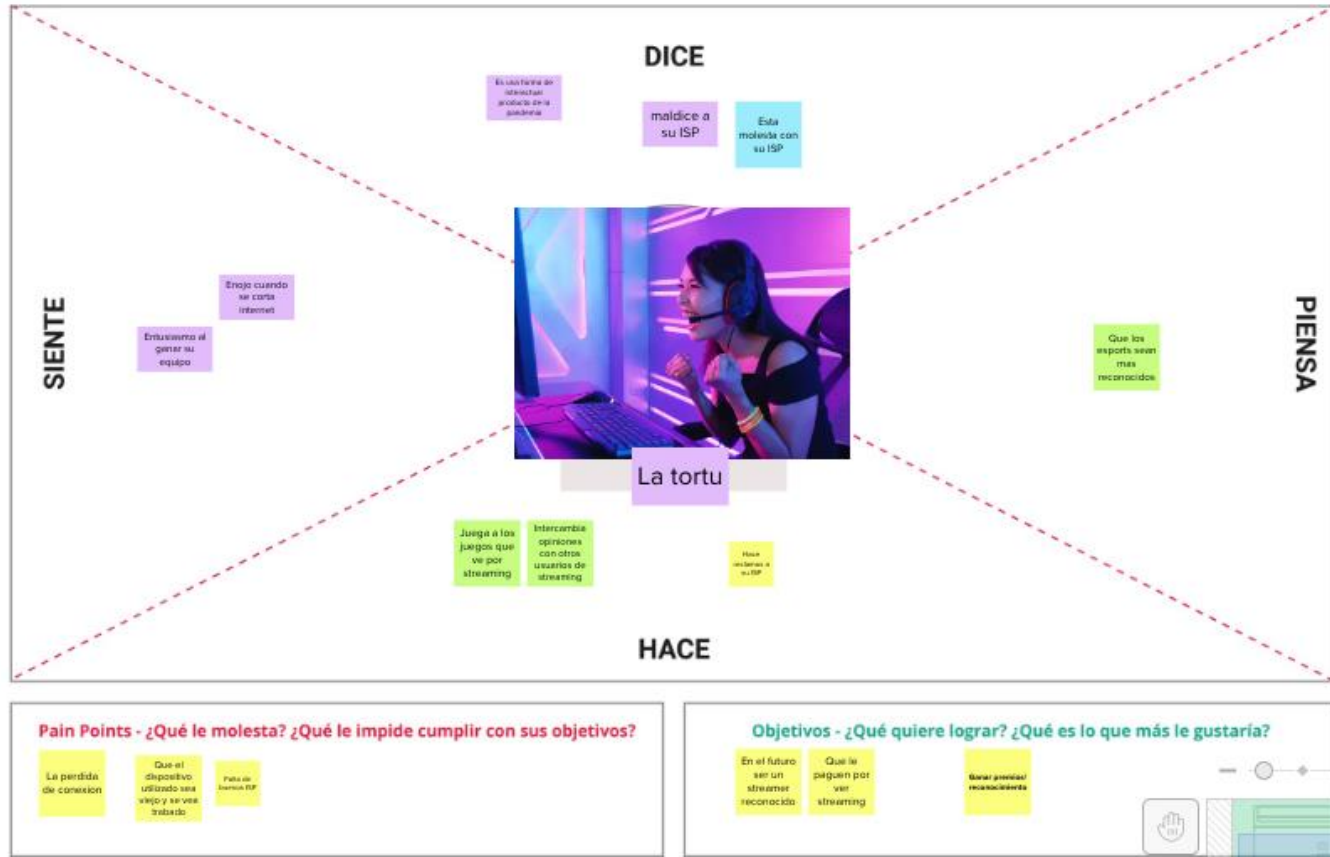 DICE
Es una forma de
intelectual
producto de la
pandemia
maldice a
su ISP
Esta
molesta con
su ISP
SIENTE
Enojo cuando
se corta
internet
Entusiasmo al
ganar su
equipo
PIENSA
Que los
esports sean
mas
reconocidos
La tortu
Juega a los
juegos que
ve por
streaming
Intercambia
opiniones
con otros
usuarios de
streaming
Hace
reclamos a
su ISP
HACE
Pain Points - ¿Qué le molesta? ¿Qué le impide cumplir con sus objetivos?
La perdida
de conexion
Que el
dispositivo
utilizado sea
viejo y se vea
trabado
Falta de
ISP
Objetivos - ¿Qué quiere lograr? ¿Qué es lo que más le gustaría?
En el futuro
ser un
streamer
reconocido
Que le
paguen por
ver
streaming
Ganar premios/
reconocimiento